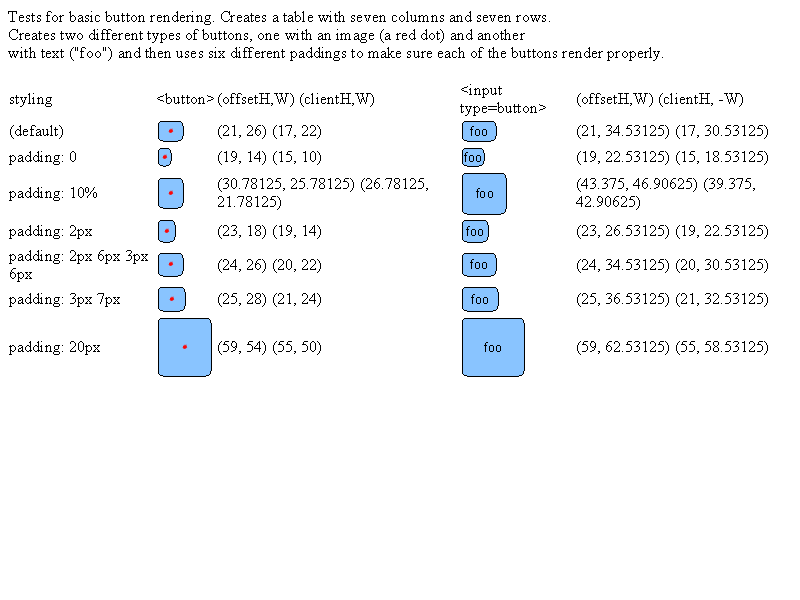 Tests for basic button rendering. Creates a table with seven columns and seven rows.
Creates two different types of buttons, one with an image (a red dot) and another
with text ("foo") and then uses six different paddings to make sure each of the buttons render properly.
styling <button> (offsetH,W) (clientH,W) <input type=button> (offsetH,W) (clientH, -W)
(default) (21, 26) (17, 22) foo (21, 34.53125) (17, 30.53125)
padding: 0 (19, 14) (15, 10) foo (19, 22.53125) (15, 18.53125)
padding: 10% (30.78125, 25.78125) (26.78125, 21.78125) foo (43.375, 46.90625) (39.375, 42.90625)
padding: 2px (23, 18) (19, 14) foo (23, 26.53125) (19, 22.53125)
padding: 2px 6px 3px 6px (24, 26) (20, 22) foo (24, 34.53125) (20, 30.53125)
padding: 3px 7px (25, 28) (21, 24) foo (25, 36.53125) (21, 32.53125)
padding: 20px (59, 54) (55, 50) foo (59, 62.53125) (55, 58.53125)